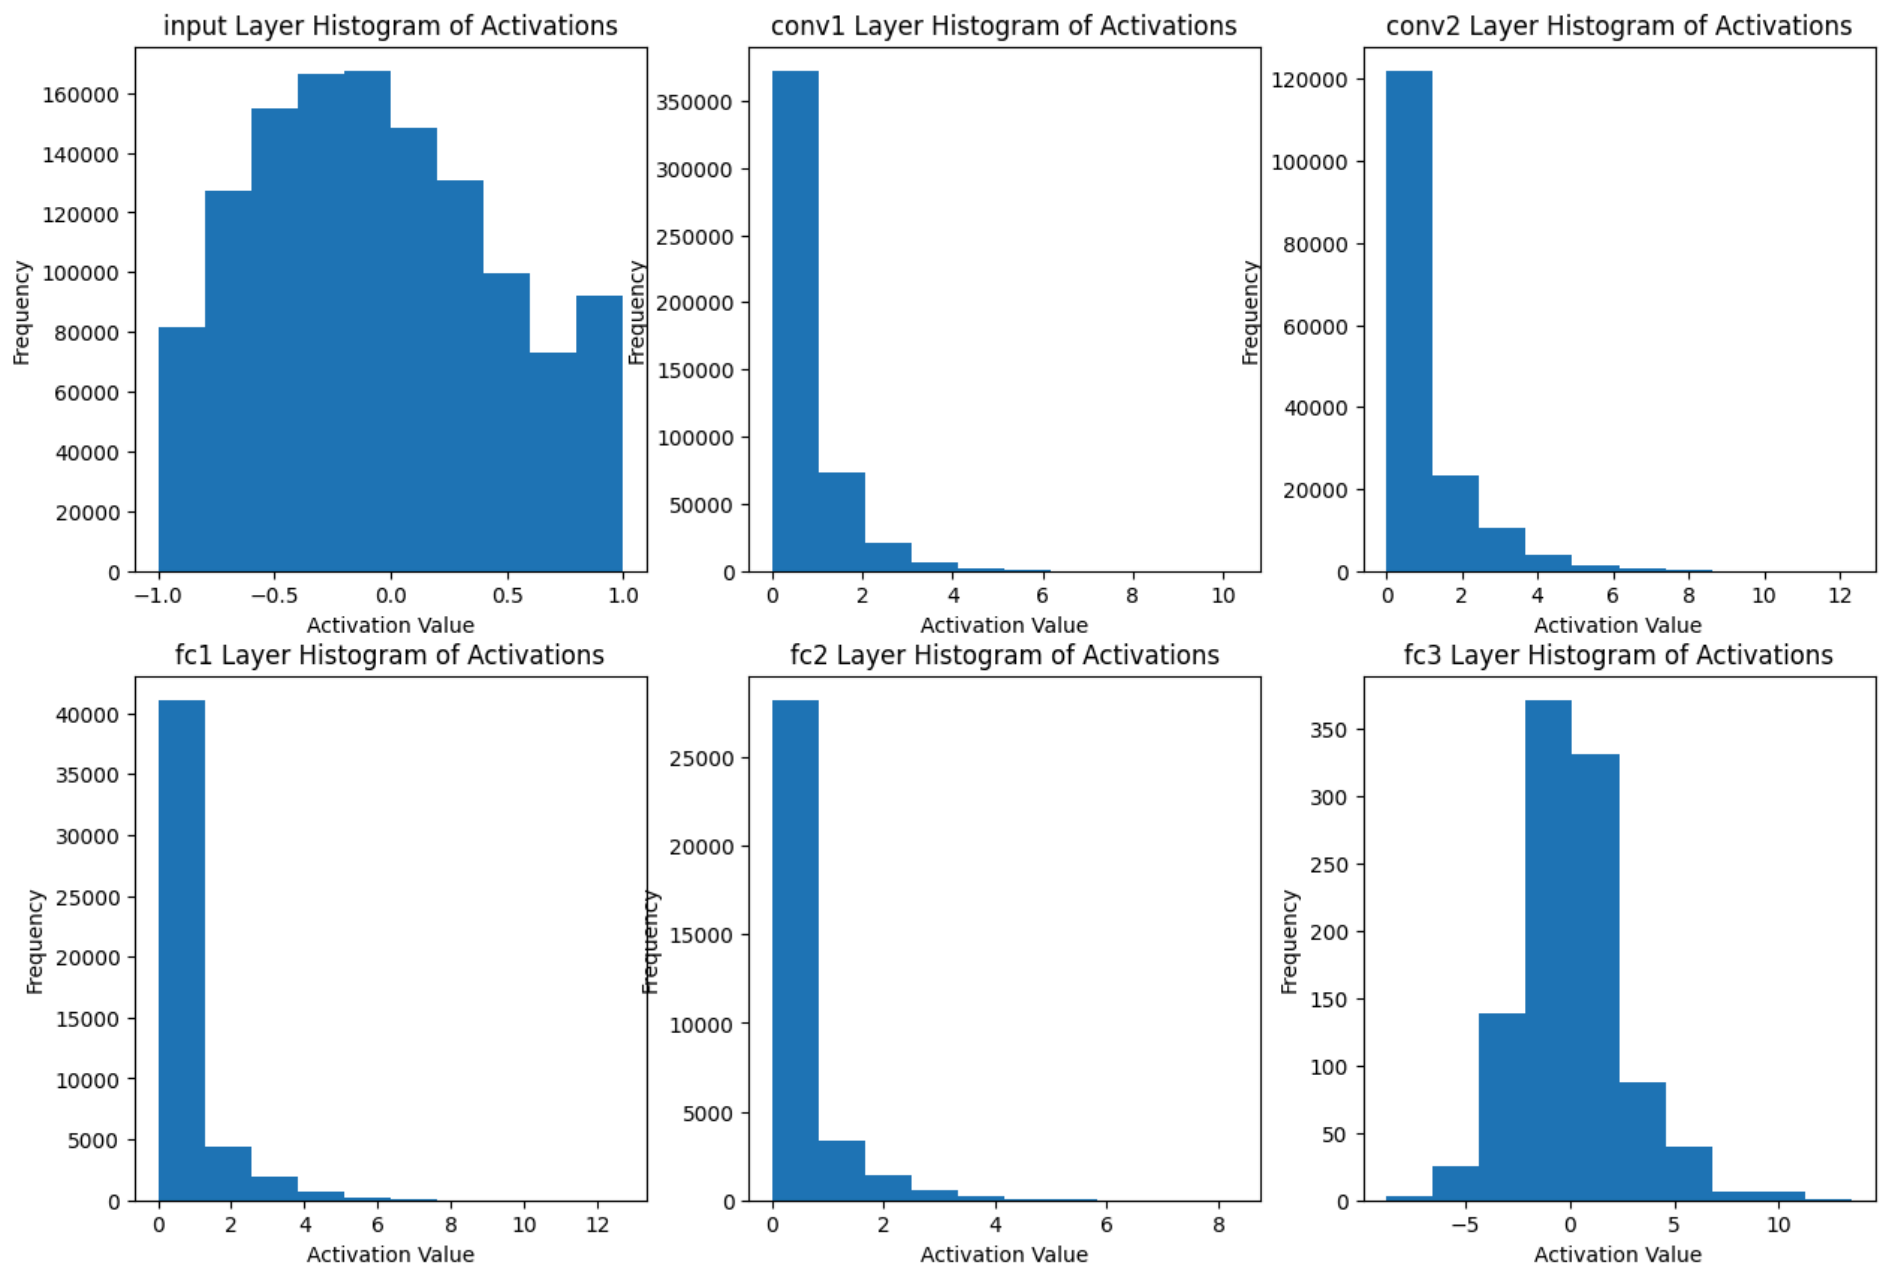 input Layer Histogram of Activations
160000
140000
120000
100000
80000
60000
40000
20000
0
Frequency
−1.0 −0.5 0.0 0.5 1.0
Activation Value
conv1 Layer Histogram of Activations
350000
300000
250000
200000
150000
100000
50000
0
Frequency
0 2 4 6 8 10
Activation Value
conv2 Layer Histogram of Activations
120000
100000
80000
60000
40000
20000
0
Frequency
0 2 4 6 8 10 12
Activation Value
fc1 Layer Histogram of Activations
40000
35000
30000
25000
20000
15000
10000
5000
0
Frequency
0 2 4 6 8 10 12
Activation Value
fc2 Layer Histogram of Activations
25000
20000
15000
10000
5000
0
Frequency
0 2 4 6 8
Activation Value
fc3 Layer Histogram of Activations
350
300
250
200
150
100
50
0
Frequency
−5 0 5 10
Activation Value